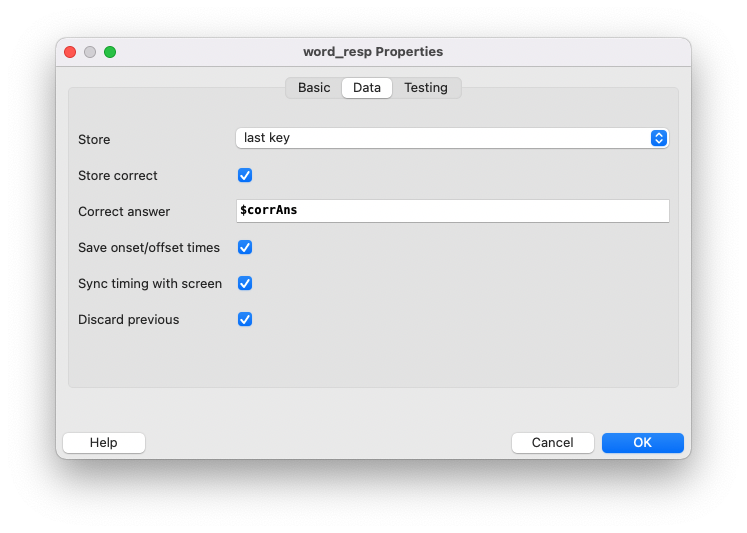 word_resp Properties
Basic Data Testing
Store last key
Store correct
Correct answer $corrAns
Save onset/offset times
Sync timing with screen
Discard previous
Help Cancel OK